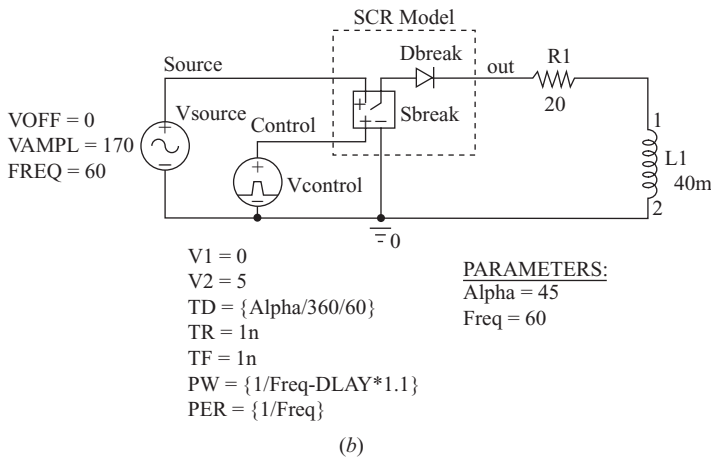 SCR Model
Dbreak
Source
out
R1
20
VOFF = 0
VAMPL = 170
FREQ = 60
Vsource
Control
Sbreak
Vcontrol
1
L1
40m
2
0
V1 = 0
V2 = 5
TD = {Alpha/360/60}
TR = 1n
TF = 1n
PW = {1/Freq-DLAY*1.1}
PER = {1/Freq}
PARAMETERS:
Alpha = 45
Freq = 60
(b)